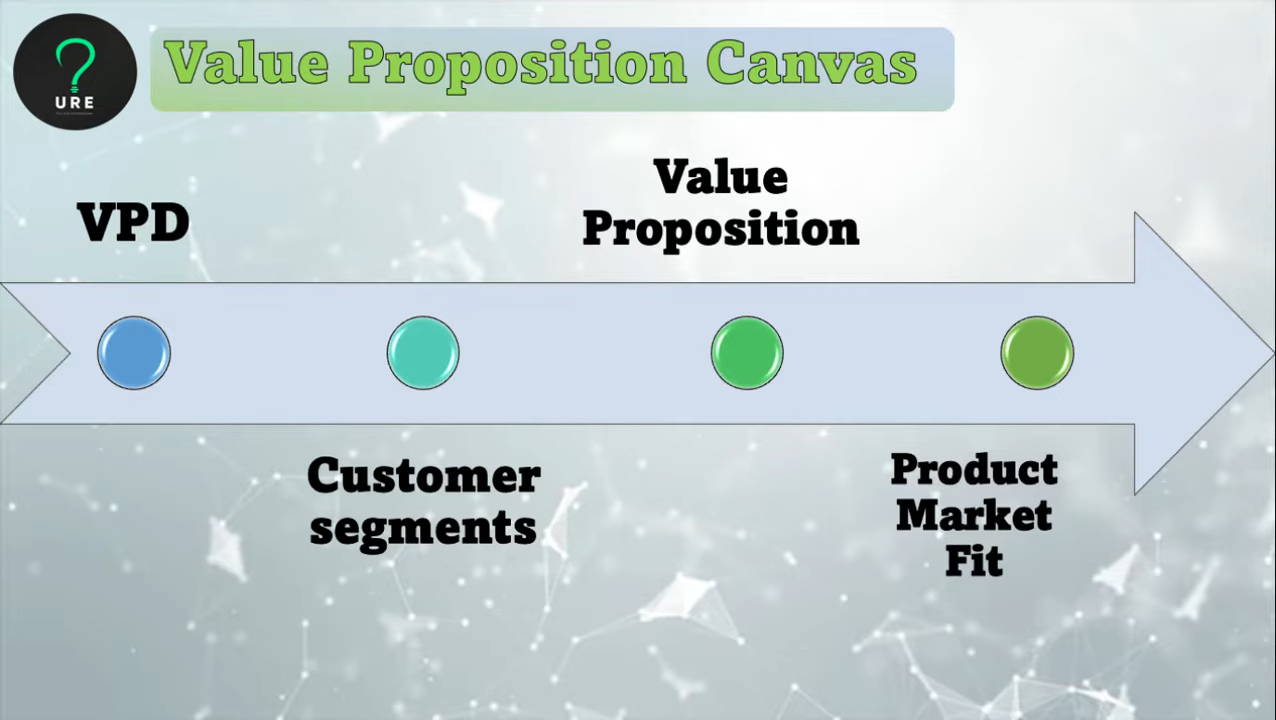 URE
Value Proposition Canvas
VPD
Value
Proposition
Customer
segments
Product
Market
Fit